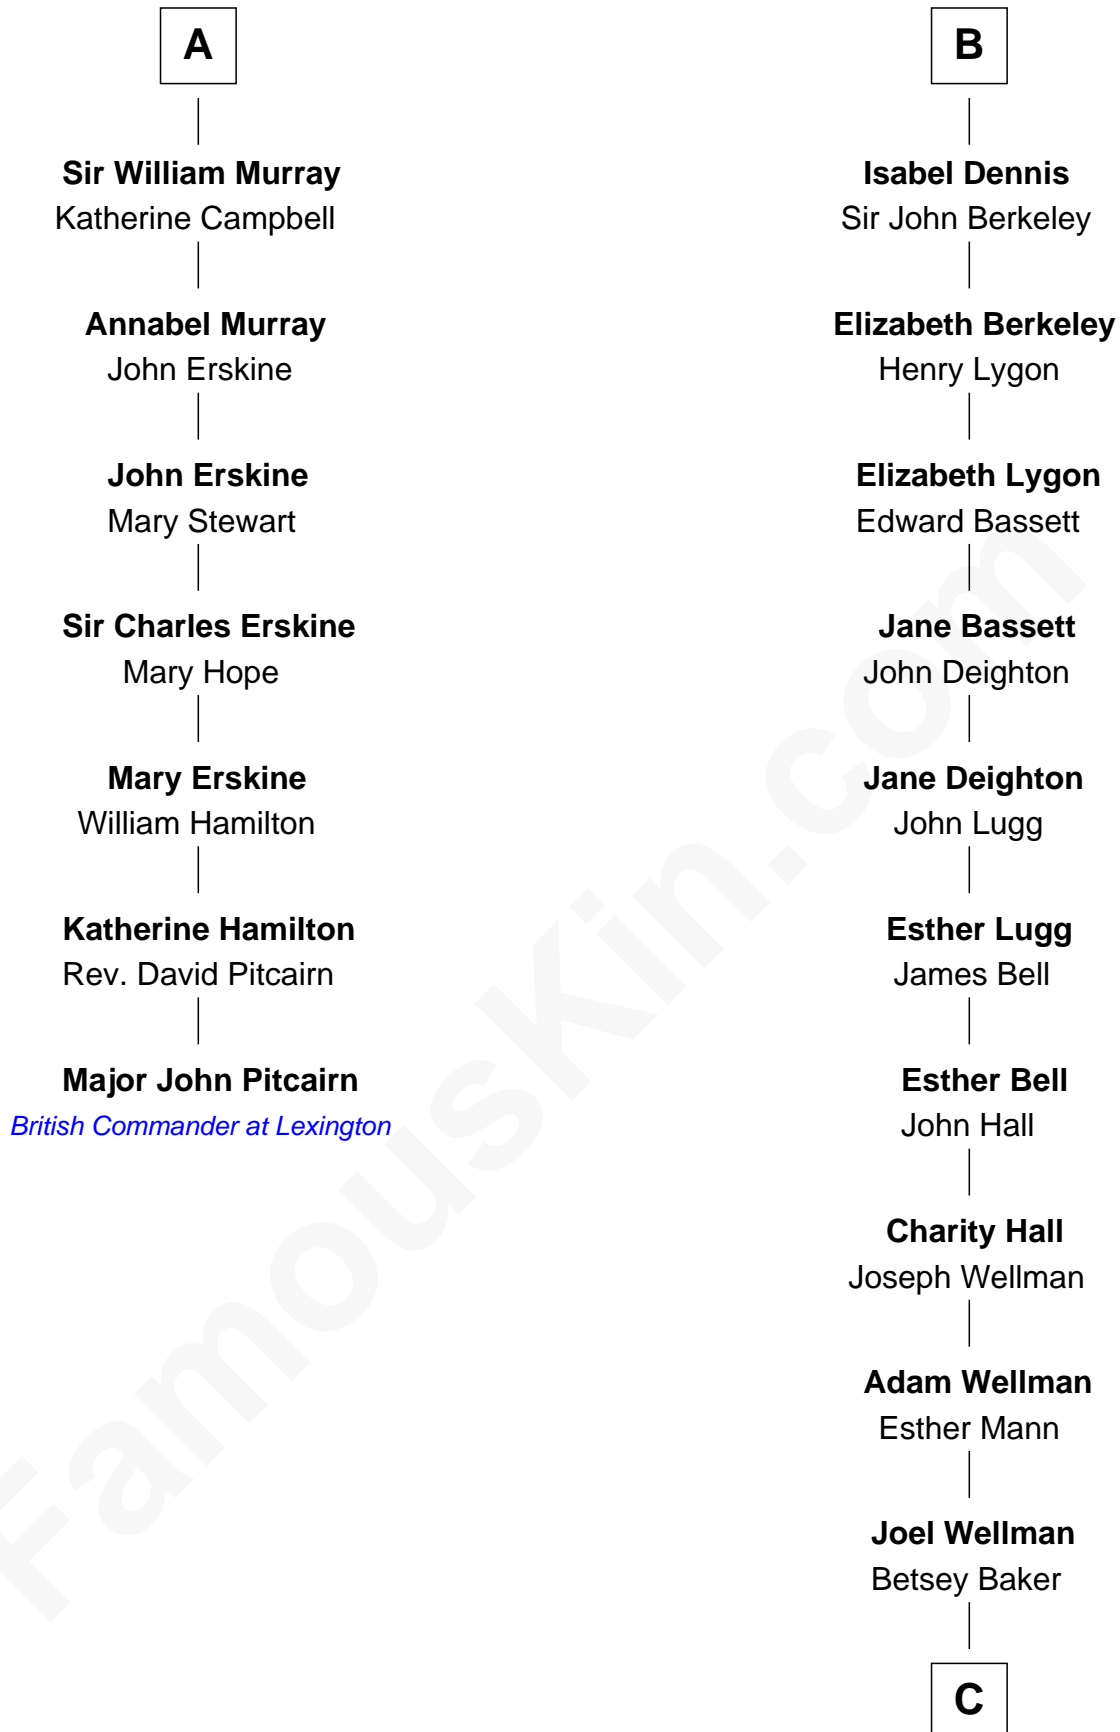 A
Sir William Murray
Katherine Campbell
Annabel Murray
John Erskine
John Erskine
Mary Stewart
Sir Charles Erskine
Mary Hope
Mary Erskine
William Hamilton
Katherine Hamilton
Rev. David Pitcairn
Major John Pitcairn
British Commander at Lexington
B
Isabel Dennis
Sir John Berkeley
Elizabeth Berkeley
Henry Lygon
Elizabeth Lygon
Edward Bassett
Jane Bassett
John Deighton
Jane Deighton
John Lugg
Esther Lugg
James Bell
Esther Bell
John Hall
Charity Hall
Joseph Wellman
Adam Wellman
Esther Mann
Joel Wellman
Betsey Baker
C
FamousKin.com